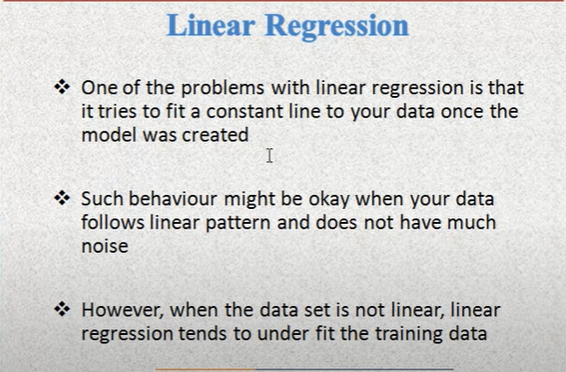 Linear Regression
❖ One of the problems with linear regression is that
it tries to fit a constant line to your data once the
model was created
❖ Such behaviour might be okay when your data
follows linear pattern and does not have much
noise
❖ However, when the data set is not linear, linear
regression tends to under fit the training data